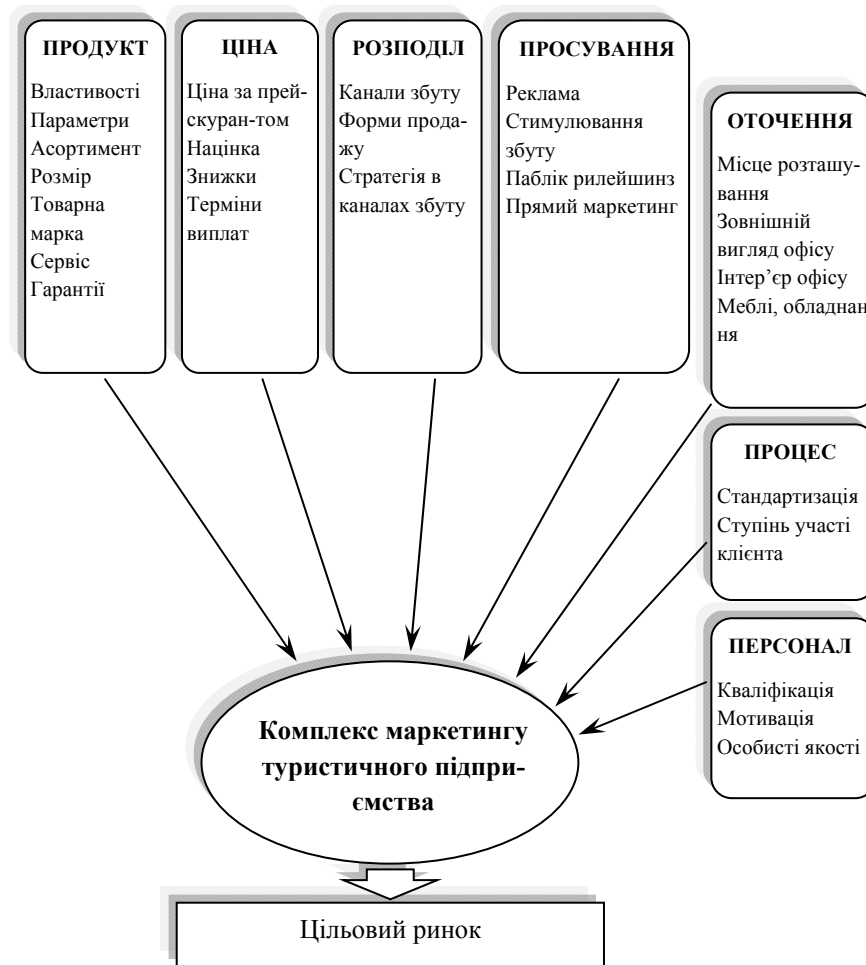 ПРОДУКТ
Властивості
Параметри
Асортимент
Розмір
Товарна
марка
Сервіс
Гарантії
ЦІНА
Ціна за прей-
скуран-том
Націнка
Знижки
Терміни
виплат
РОЗПОДІЛ
Канали збуту
Форми прода-
жу
Стратегія в
каналах збуту
ПРОСУВАННЯ
Реклама
Стимулювання
збуту
Паблік рилейшинз
Прямий маркетинг
ОТОЧЕННЯ
Місце розташу-
вання
Зовнішній
вигляд офісу
Інтер’єр офісу
Меблі, обладнан
ня
ПРОЦЕС
Стандартизація
Ступінь участі
клієнта
ПЕРСОНАЛ
Кваліфікація
Мотивація
Особисті якості
Комплекс маркетингу
туристичного підпри-
ємства
Цільовий ринок